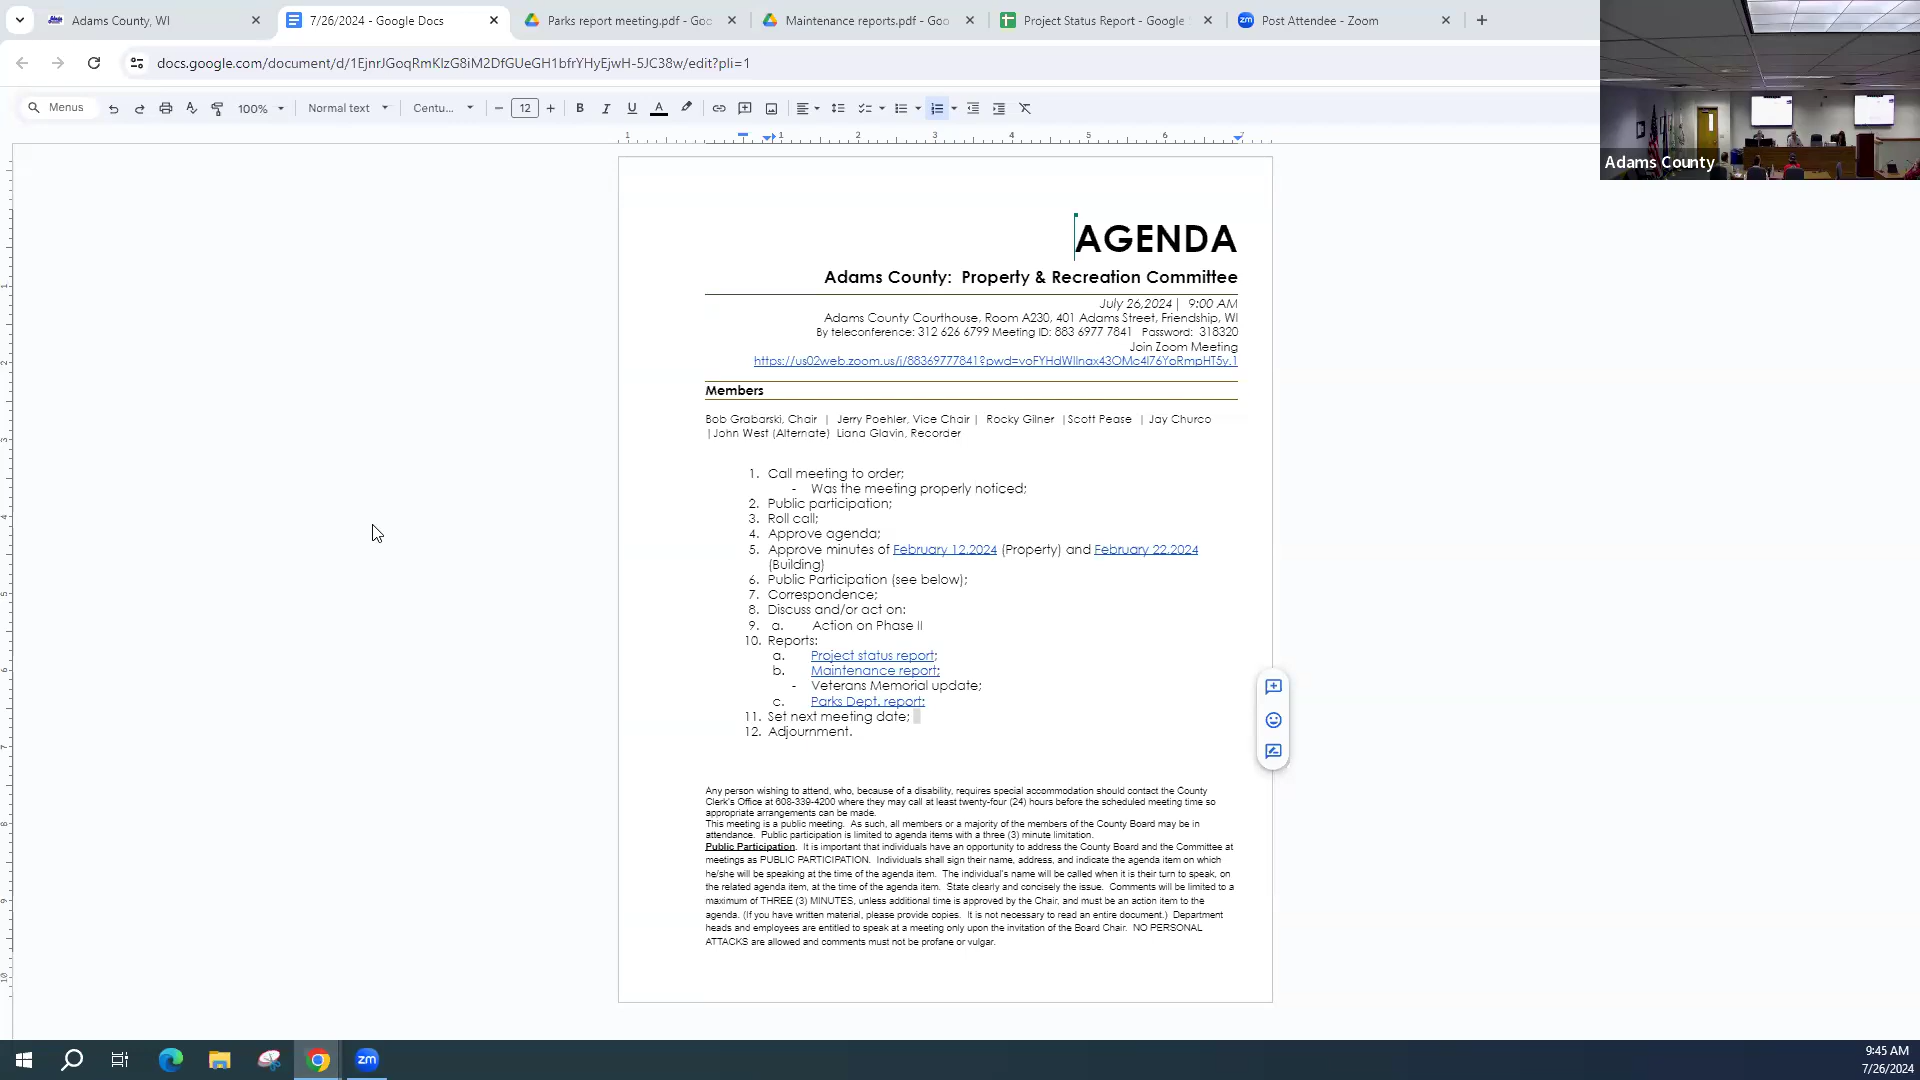 Adams County, WI
7/26/2024 - Google Docs
Parks report meeting.pdf - Goo
Maintenance reports.pdf - Goo
Project Status Report - Google
Post Attendee - Zoom
docs.google.com/document/d/1EjnrJGoqRmKlzG8iM2DfGUeGH1bfrYHyEjwH-5JC38w/edit?pli=1
Menus
100%
Normal text
Centu...
12
Adams County
AGENDA
Adams County:  Property & Recreation Committee
July 26,2024 |  9:00 AM
Adams County Courthouse, Room A230, 401 Adams Street, Friendship, WI
By teleconference: 312 626 6799 Meeting ID: 883 6977 7841  Password:  318320
Join Zoom Meeting
https://us02web.zoom.us/j/88369777841?pwd=voFYHdWIlnax43OMc4l76YoRmpHT5v.1
Members
Bob Grabarski, Chair  |  Jerry Poehler, Vice Chair |  Rocky Gilner  |Scott Pease  | Jay Churco
|John West (Alternate)  Liana Glavin, Recorder
1. Call meeting to order;
- Was the meeting properly noticed;
2. Public participation;
3. Roll call;
4. Approve agenda;
5. Approve minutes of February 12.2024 (Property) and February 22.2024
(Building)
6. Public Participation (see below);
7. Correspondence;
8. Discuss and/or act on:
9. a. Action on Phase II
10. Reports:
a. Project status report;
b. Maintenance report;
- Veterans Memorial update;
c. Parks Dept. report;
11. Set next meeting date;
12. Adjournment.
Any person wishing to attend, who, because of a disability, requires special accommodation should contact the County
Clerk's Office at 608-339-4200 where they may call at least twenty-four (24) hours before the scheduled meeting time so
appropriate arrangements can be made.
This meeting is a public meeting.  As such, all members or a majority of the members of the County Board may be in
attendance.  Public participation is limited to agenda items with a three (3) minute limitation.
Public Participation.  It is important that individuals have an opportunity to address the County Board and the Committee at
meetings as PUBLIC PARTICIPATION.  Individuals shall sign their name, address, and indicate the agenda item on which
he/she will be speaking at the time of the agenda item.  The individual's name will be called when it is their turn to speak, on
the related agenda item, at the time of the agenda item.  State clearly and concisely the issue.  Comments will be limited to a
maximum of THREE (3) MINUTES, unless additional time is approved by the Chair, and must be an action item to the
agenda. (If you have written material, please provide copies.  It is not necessary to read an entire document.)  Department
heads and employees are entitled to speak at a meeting only upon the invitation of the Board Chair.  NO PERSONAL
ATTACKS are allowed and comments must not be profane or vulgar.
9:45 AM
7/26/2024